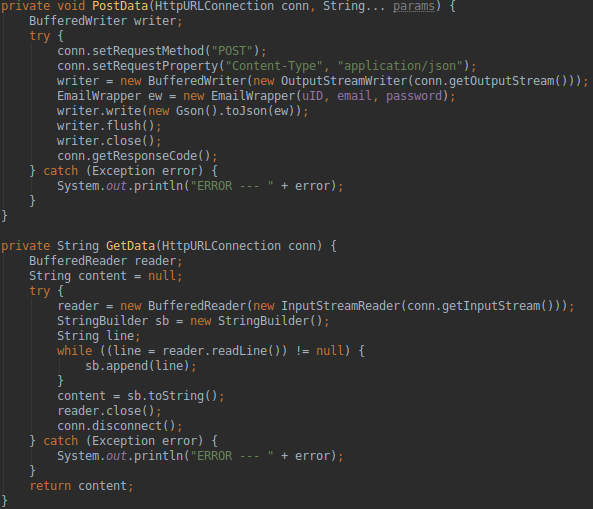 private void PostData(HttpURLConnection conn, String... params) {
    BufferedWriter writer;
    try {
        conn.setRequestMethod("POST");
        conn.setRequestProperty("Content-Type", "application/json");
        writer = new BufferedWriter(new OutputStreamWriter(conn.getOutputStream()));
        EmailWrapper ew = new EmailWrapper(uID, email, password);
        writer.write(new Gson().toJson(ew));
        writer.flush();
        writer.close();
        conn.getResponseCode();
    } catch (Exception error) {
        System.out.println("ERROR --- " + error);
    }
}

private String GetData(HttpURLConnection conn) {
    BufferedReader reader;
    String content = null;
    try {
        reader = new BufferedReader(new InputStreamReader(conn.getInputStream()));
        StringBuilder sb = new StringBuilder();
        String line;
        while ((line = reader.readLine()) != null) {
            sb.append(line);
        }
        content = sb.toString();
        reader.close();
        conn.disconnect();
    } catch (Exception error) {
        System.out.println("ERROR --- " + error);
    }
    return content;
}